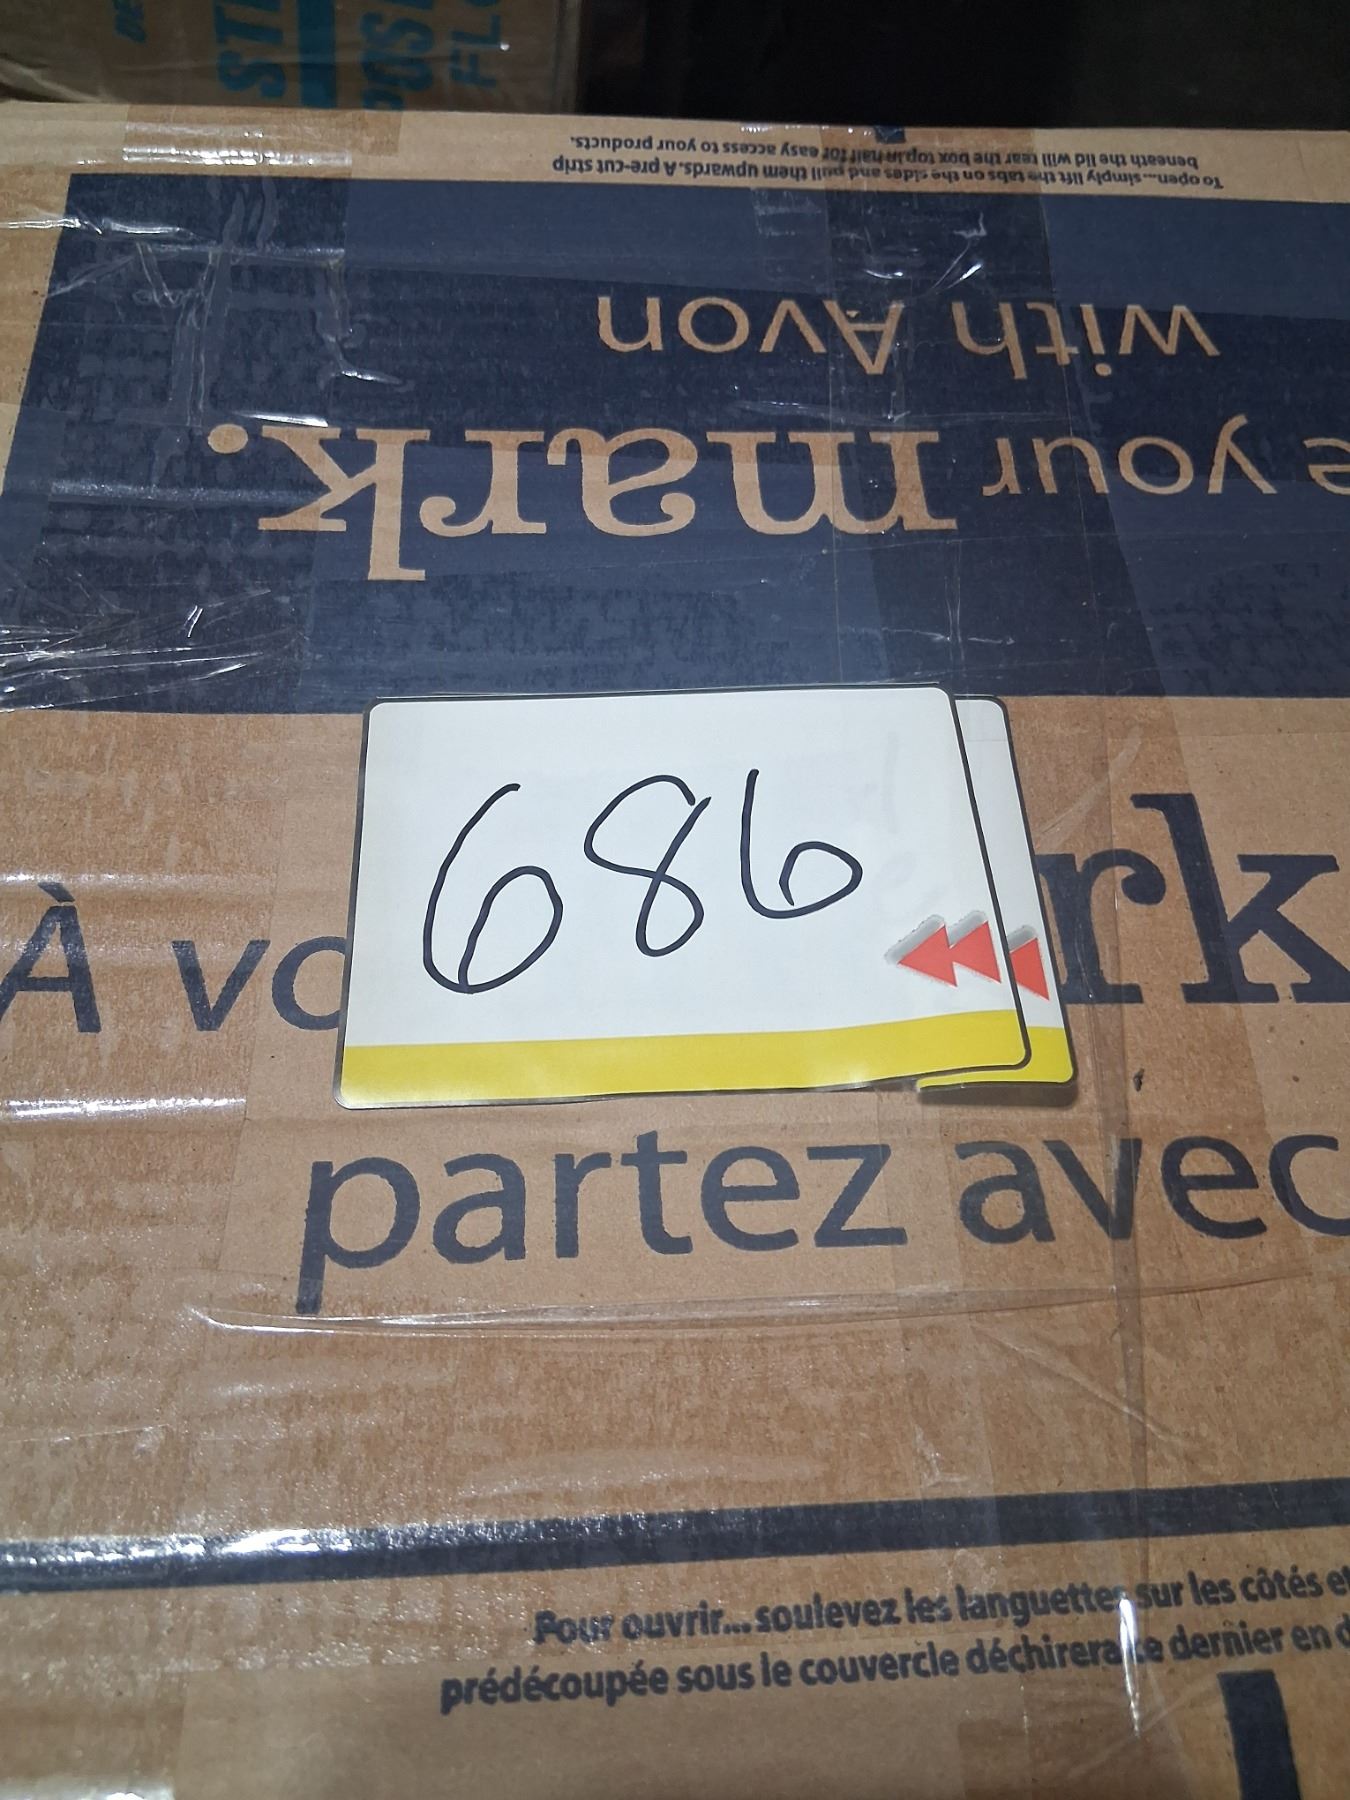 To open....simply lift the tabs on the sides and pull them upwards. A pre-cut strip
beneath the lid will tear the box top in half for easy access to your products.
with Avon
your mark.
686
À
rk
partez avec
Pour ouvrir... soulevez les languettes sur les côtés et
prédécoupée sous le couvercle déchirera ce dernier en